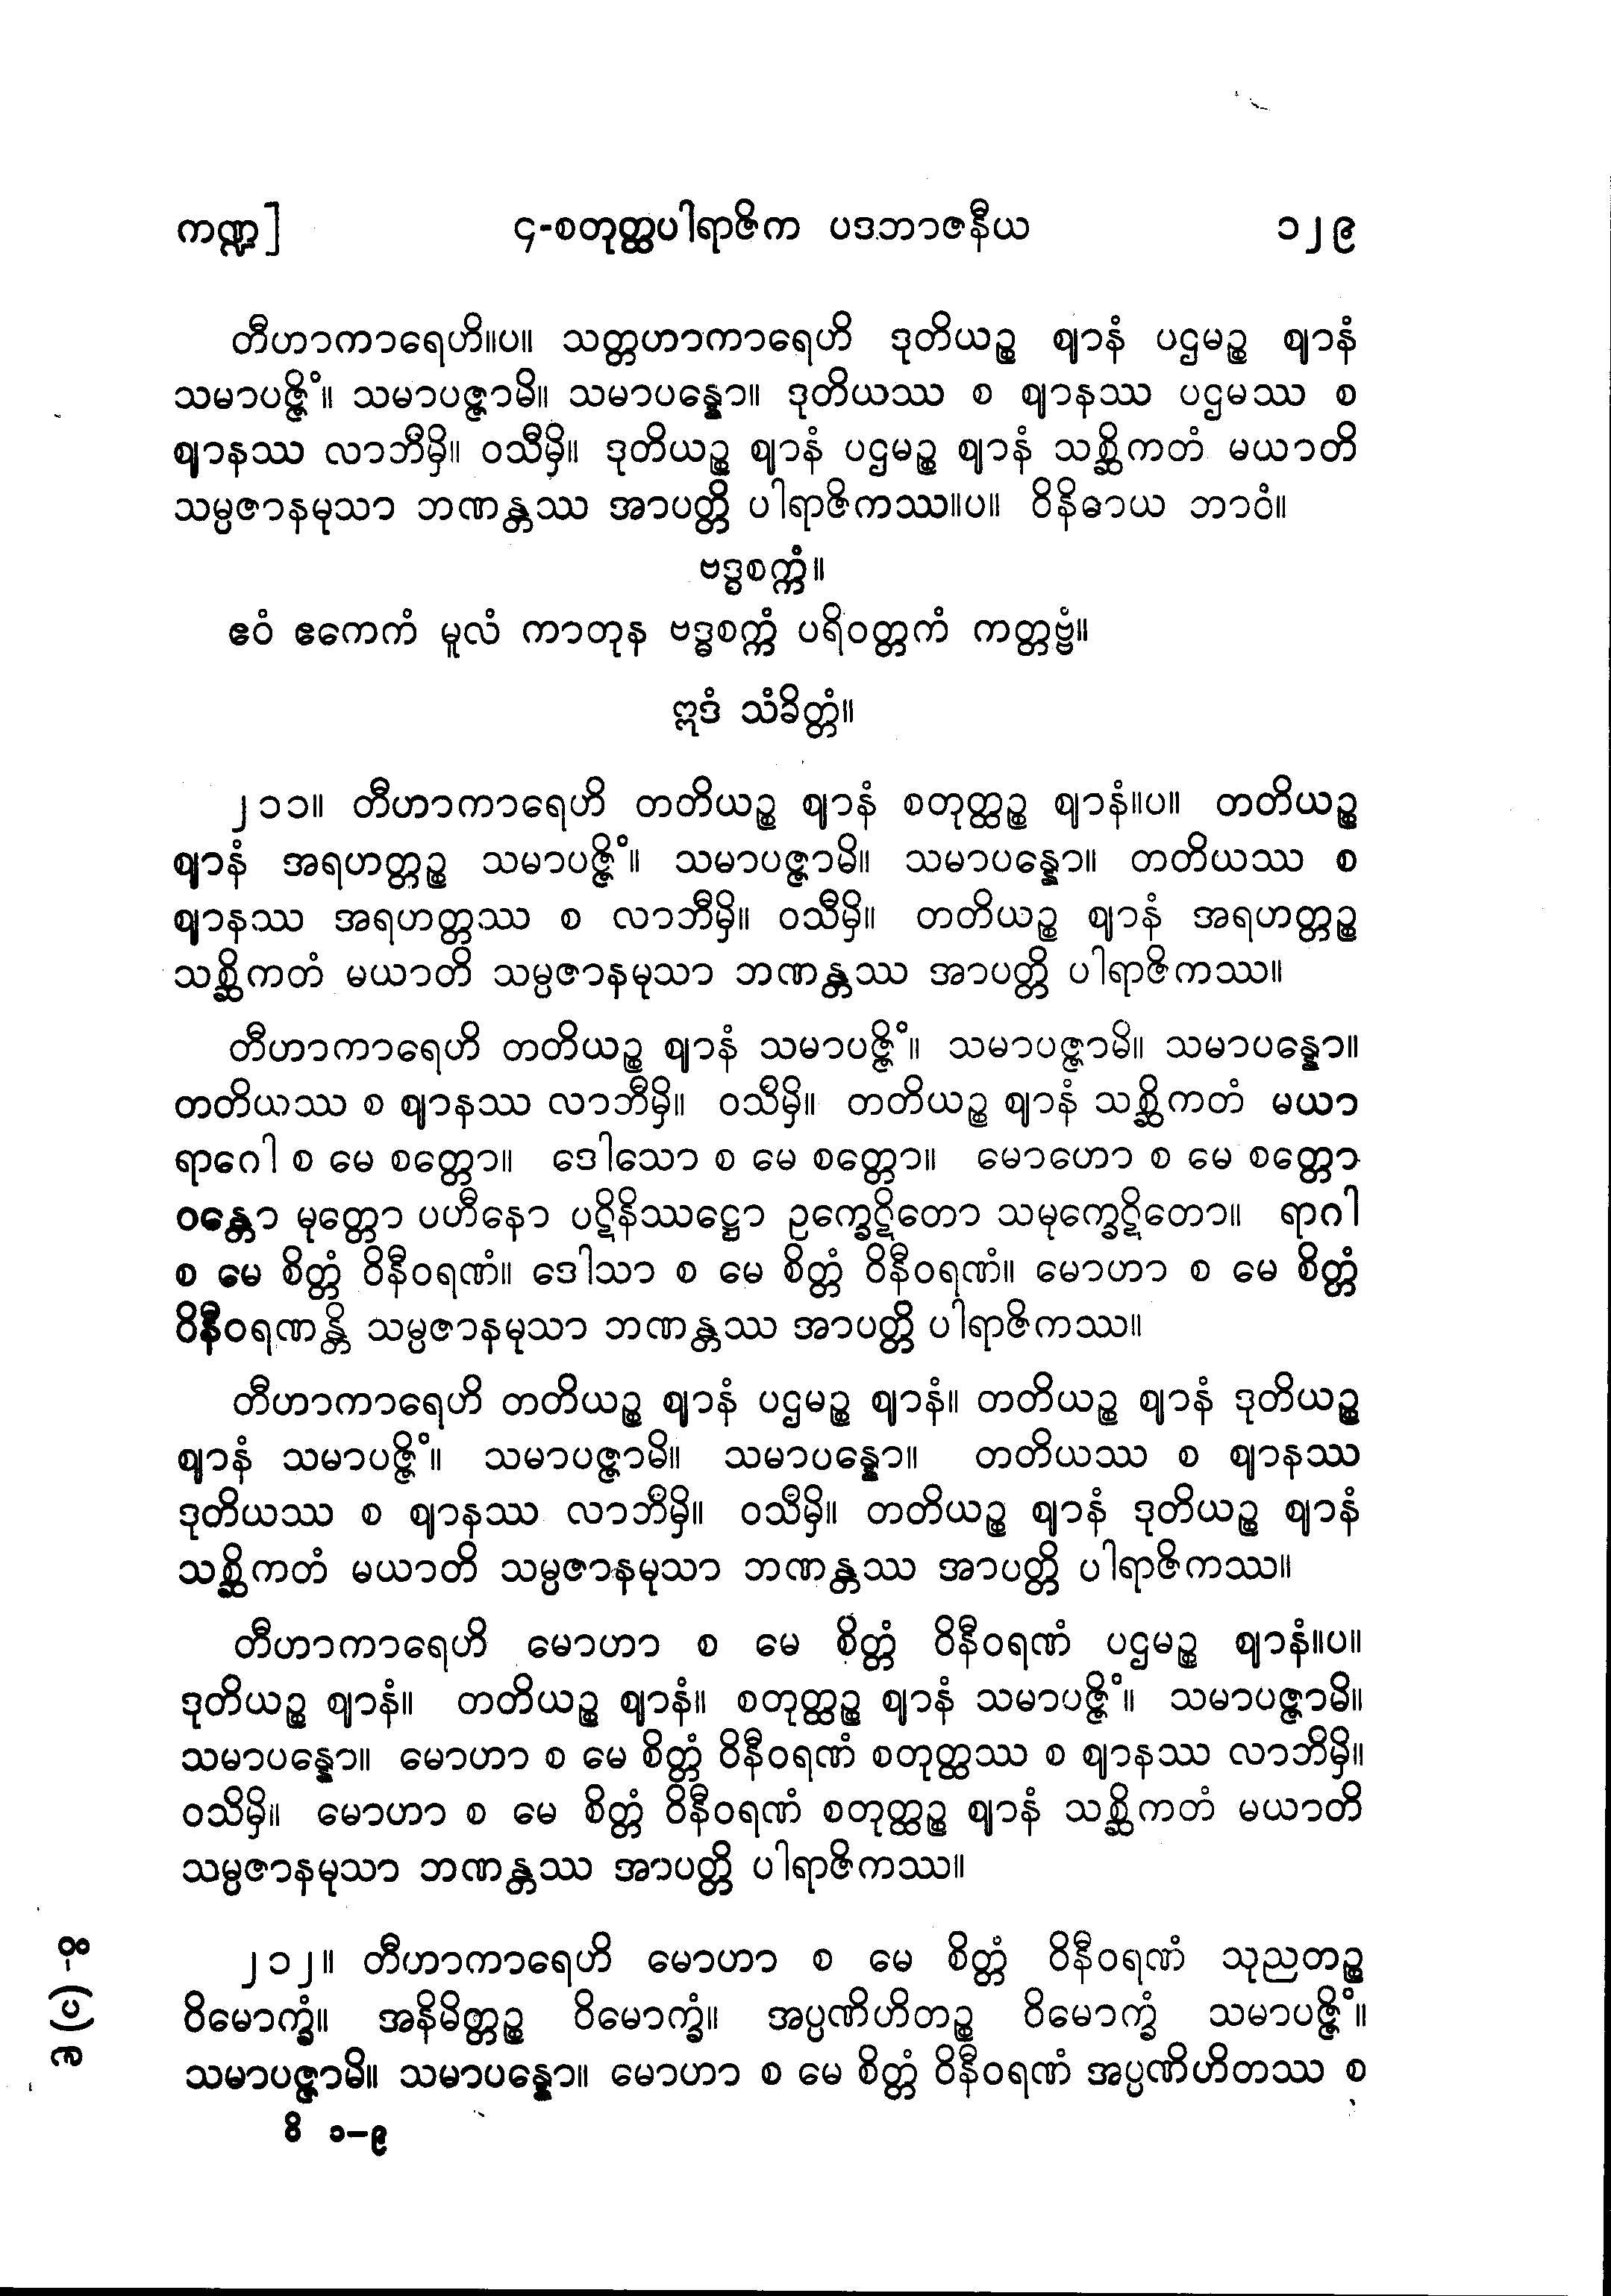 ကဏ္ဍ] ၄-စတုတ္ထပါရာဇိက ပဒဘာဇနီယ ၁၂၉
တီဟာကာရေဟိ။ပ။ သတ္တဟာကာရေဟိ ဒုတိယဉ္စ ဈာနံ ပဌမဉ္စ ဈာနံ
သမာပဇ္ဇိံ။ သမာပဇ္ဇာမိ။ သမာပန္နော။ ဒုတိယဿ စ ဈာနဿ ပဌမဿ စ
ဈာနဿ လာဘီမှိ။ ဝသီမှိ။ ဒုတိယဉ္စ ဈာနံ ပဌမဉ္စ ဈာနံ သစ္ဆိကတံ မယာတိ
သမ္ပဇာနမုသာ ဘဏန္တဿ အာပတ္တိ ပါရာဇိကဿ။ပ။ ဝိနိဓာယ ဘာဝံ။
ဗဒ္ဓစက္ကံ။
ဧဝံ ဧကေကံ မူလံ ကာတုန ဗဒ္ဓစက္ကံ ပရိဝတ္တကံ ကတ္တဗ္ဗံ။
ဣဒံ သံခိတ္တံ။
၂၁၁။ တီဟာကာရေဟိ တတိယဉ္စ ဈာနံ စတုတ္ထဉ္စ ဈာနံ။ပ။ တတိယဉ္စ
ဈာနံ အရဟတ္တဉ္စ သမာပဇ္ဇိံ။ သမာပဇ္ဇာမိ။ သမာပန္နော။ တတိယဿ စ
ဈာနဿ အရဟတ္တဿ စ လာဘီမှိ။ ဝသီမှိ။ တတိယဉ္စ ဈာနံ အရဟတ္တဉ္စ
သစ္ဆိကတံ မယာတိ သမ္ပဇာနမုသာ ဘဏန္တဿ အာပတ္တိ ပါရာဇိကဿ။
တီဟာကာရေဟိ တတိယဉ္စ ဈာနံ သမာပဇ္ဇိံ။ သမာပဇ္ဇာမိ။ သမာပန္နော။
တတိယဿ စ ဈာနဿ လာဘီမှိ။ ဝသီမှိ။ တတိယဉ္စ ဈာနံ သစ္ဆိကတံ မယာ
ရာဂေါ စ မေ စတ္တော။ ဒေါသော စ မေ စတ္တော။ မောဟော စ မေ စတ္တော
ဝန္တော မုတ္တော ပဟီနော ပဋိနိဿဋ္ဌော ဥက္ခေဋိတော သမုက္ခေဋိတော။ ရာဂါ
စ မေ စိတ္တံ ဝိနီဝရဏံ။ ဒေါသာ စ မေ စိတ္တံ ဝိနီဝရဏံ။ မောဟာ စ မေ စိတ္တံ
ဝိနီဝရဏန္တိ သမ္ပဇာနမုသာ ဘဏန္တဿ အာပတ္တိ ပါရာဇိကဿ။
တီဟာကာရေဟိ တတိယဉ္စ ဈာနံ ပဌမဉ္စ ဈာနံ။ တတိယဉ္စ ဈာနံ ဒုတိယဉ္စ
ဈာနံ သမာပဇ္ဇိံ။ သမာပဇ္ဇာမိ။ သမာပန္နော။ တတိယဿ စ ဈာနဿ
ဒုတိယဿ စ ဈာနဿ လာဘီမှိ။ ဝသီမှိ။ တတိယဉ္စ ဈာနံ ဒုတိယဉ္စ ဈာနံ
သစ္ဆိကတံ မယာတိ သမ္ပဇာနမုသာ ဘဏန္တဿ အာပတ္တိ ပါရာဇိကဿ။
တီဟာကာရေဟိ မောဟာ စ မေ စိတ္တံ ဝိနီဝရဏံ ပဌမဉ္စ ဈာနံ။ပ။
ဒုတိယဉ္စ ဈာနံ။ တတိယဉ္စ ဈာနံ။ စတုတ္ထဉ္စ ဈာနံ သမာပဇ္ဇိံ။ သမာပဇ္ဇာမိ။
သမာပန္နော။ မောဟာ စ မေ စိတ္တံ ဝိနီဝရဏံ စတုတ္ထဿ စ ဈာနဿ လာဘိမှိ။
ဝသိမှိ။ မောဟာ စ မေ စိတ္တံ ဝိနီဝရဏံ စတုတ္ထဉ္စ ဈာနံ သစ္ဆိကတံ မယာတိ
သမ္ပဇာနမုသာ ဘဏန္တဿ အာပတ္တိ ပါရာဇိကဿ။
၂၁၂။ တီဟာကာရေဟိ မောဟာ စ မေ စိတ္တံ ဝိနီဝရဏံ သုညတဉ္စ
ဝိမောက္ခံ။ အနိမိတ္တဉ္စ ဝိမောက္ခံ။ အပ္ပဏိဟိတဉ္စ ဝိမောက္ခံ သမာပဇ္ဇိံ။
သမာပဇ္ဇာမိ။ သမာပန္နော။ မောဟာ စ မေ စိတ္တံ ဝိနီဝရဏံ အပ္ပဏိဟိတဿ စ
ဝိ ၁-၉